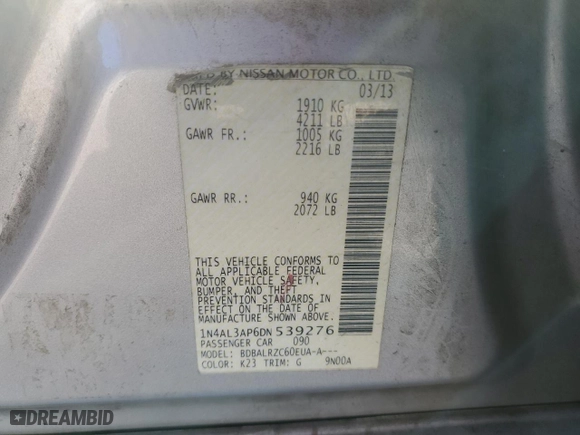 BY NISSAN MOTOR CO., LTD.
DATE: 03/13
GVWR: 1910 KG
4211 LB
GAWR FR.: 1005 KG
2216 LB
GAWR RR.: 940 KG
2072 LB
THIS VEHICLE CONFORMS TO
ALL APPLICABLE FEDERAL
MOTOR VEHICLE SAFETY,
BUMPER, AND THEFT
PREVENTION STANDARDS IN
EFFECT ON THE DATE OF
MANUFACTURE SHOWN ABOVE.
1N4AL3AP6DN539276
PASSENGER CAR 090
MODEL: BDBALRZC60EUA-A---
COLOR: K23 TRIM: G 9N00A
DREAMBID